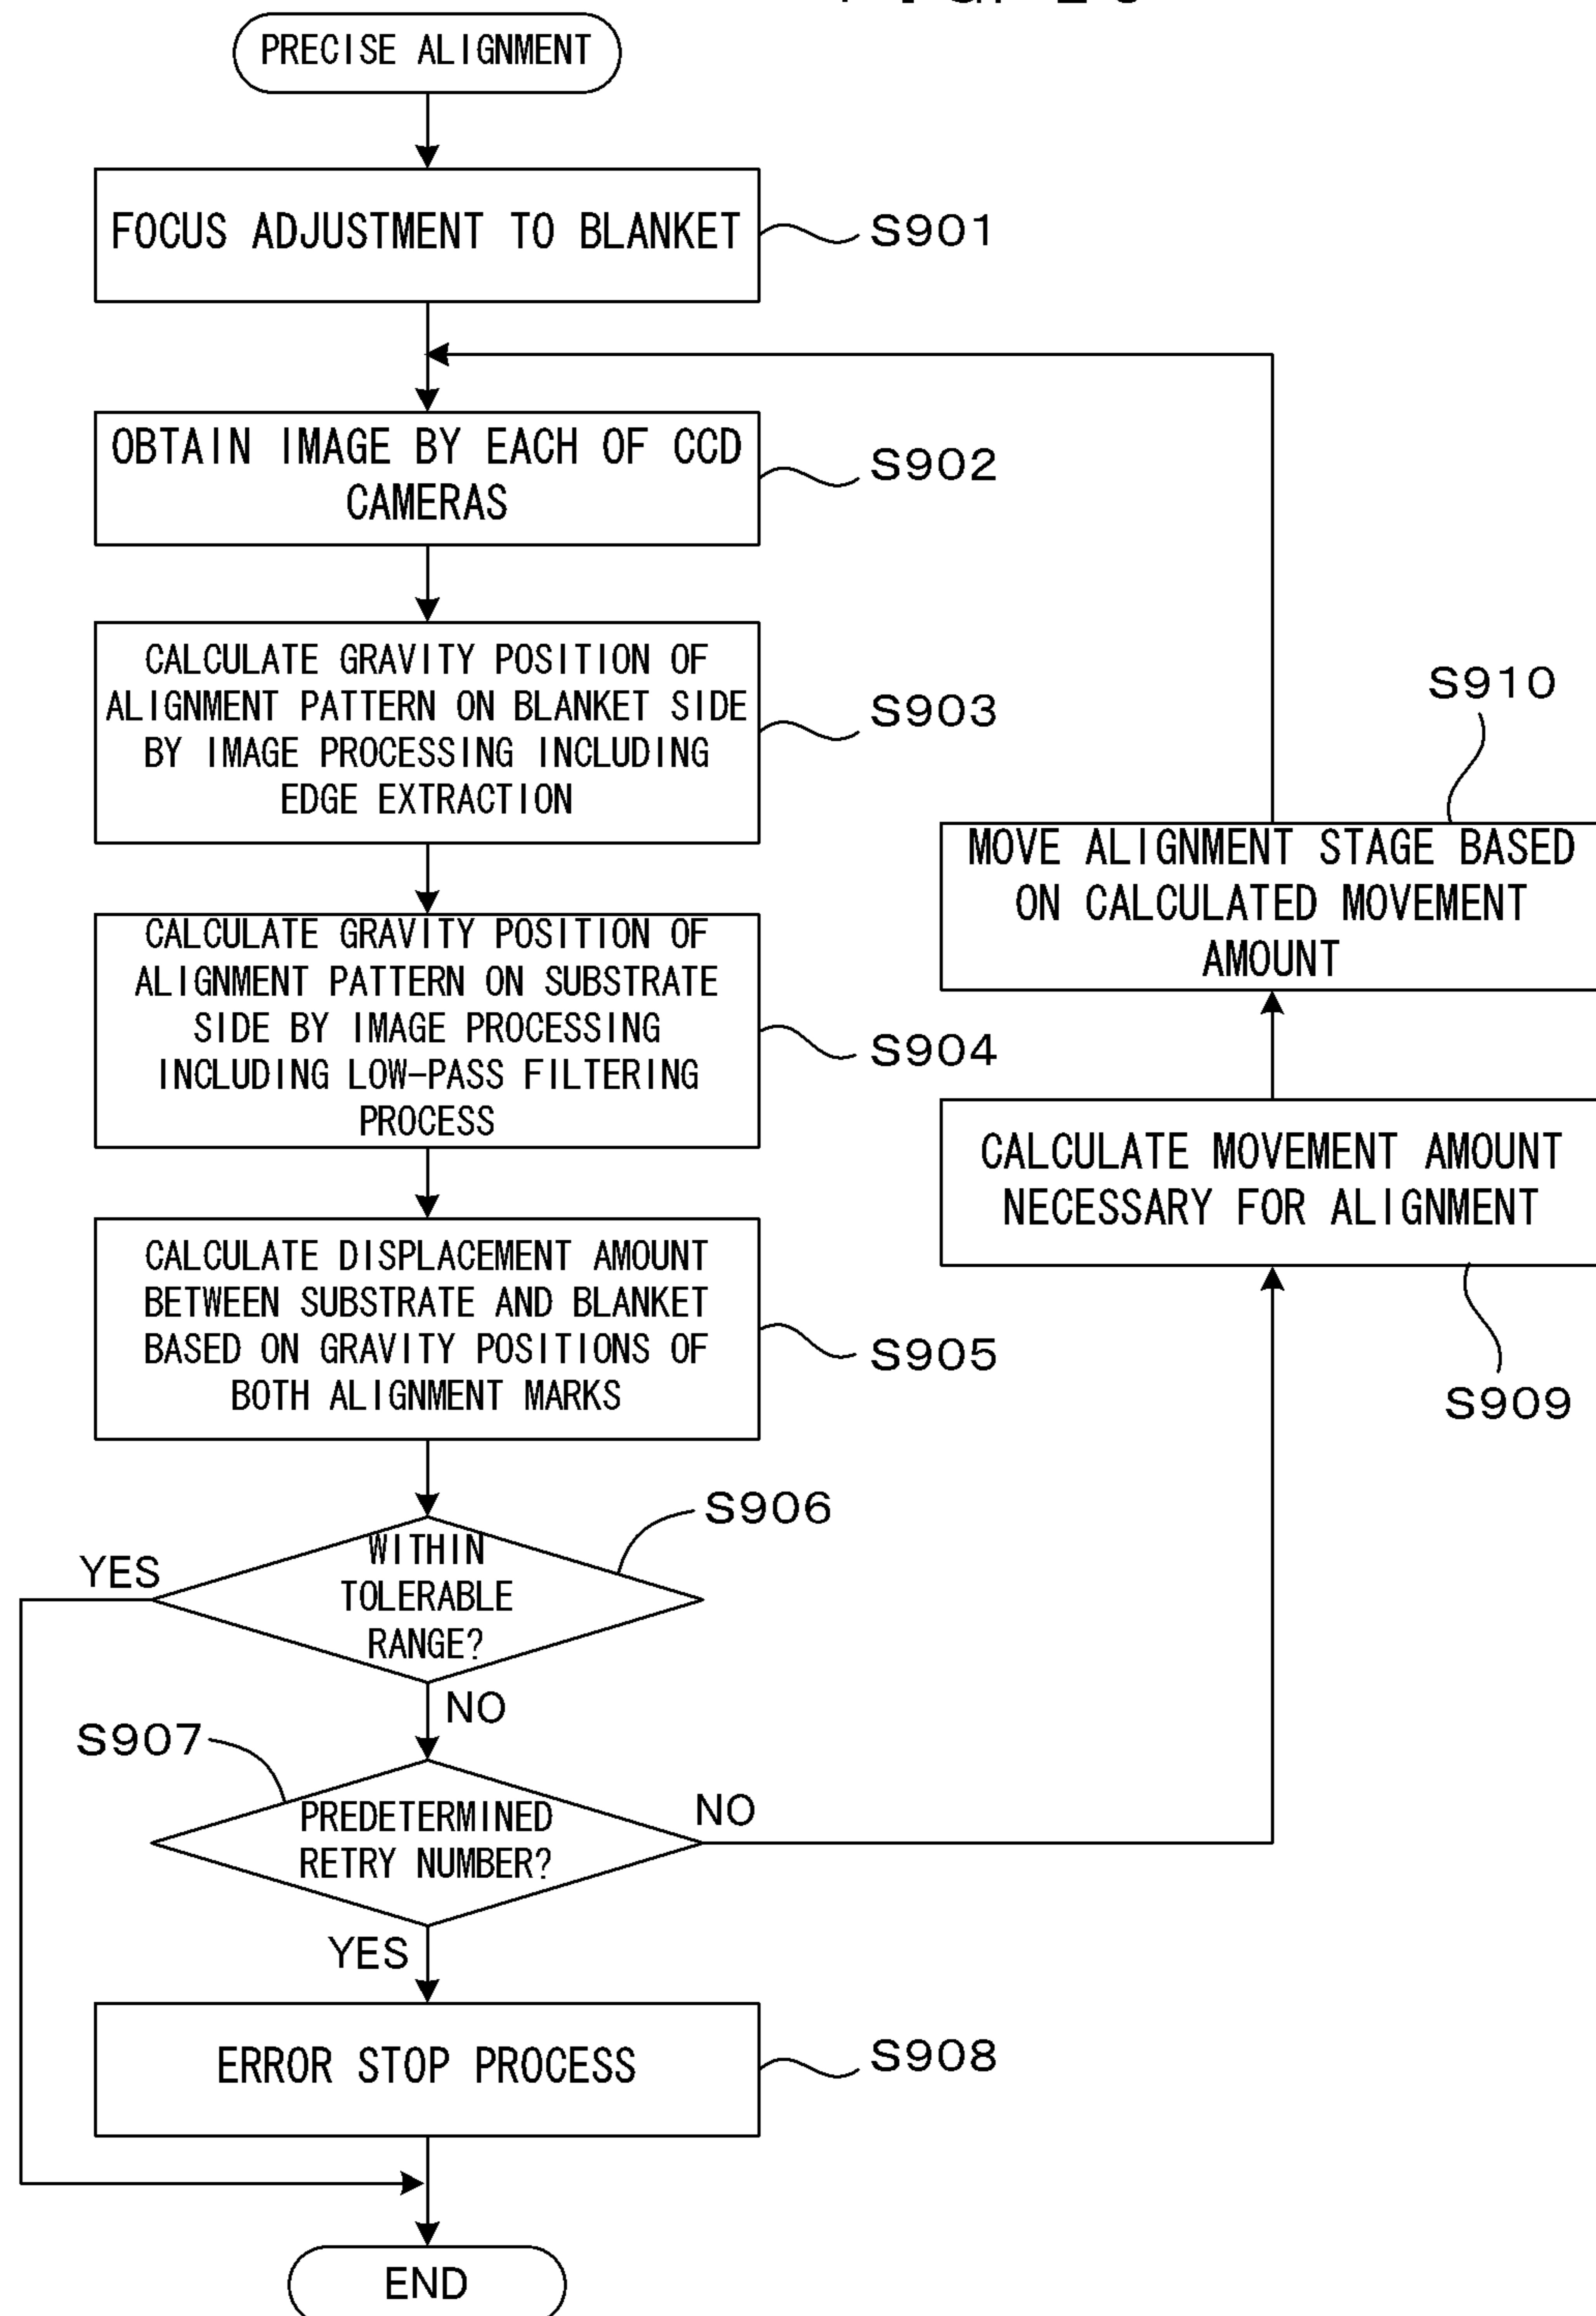 PRECISE ALIGNMENT
FOCUS ADJUSTMENT TO BLANKET
S901
OBTAIN IMAGE BY EACH OF CCD
CAMERAS
S902
CALCULATE GRAVITY POSITION OF
ALIGNMENT PATTERN ON BLANKET SIDE
BY IMAGE PROCESSING INCLUDING
EDGE EXTRACTION
S903
CALCULATE GRAVITY POSITION OF
ALIGNMENT PATTERN ON SUBSTRATE
SIDE BY IMAGE PROCESSING
INCLUDING LOW-PASS FILTERING
PROCESS
S904
CALCULATE DISPLACEMENT AMOUNT
BETWEEN SUBSTRATE AND BLANKET
BASED ON GRAVITY POSITIONS OF
BOTH ALIGNMENT MARKS
S905
S906
WITHIN
TOLERABLE
RANGE?
YES
NO
S907
PREDETERMINED
RETRY NUMBER?
NO
YES
ERROR STOP PROCESS
S908
END
S910
MOVE ALIGNMENT STAGE BASED
ON CALCULATED MOVEMENT
AMOUNT
CALCULATE MOVEMENT AMOUNT
NECESSARY FOR ALIGNMENT
S909